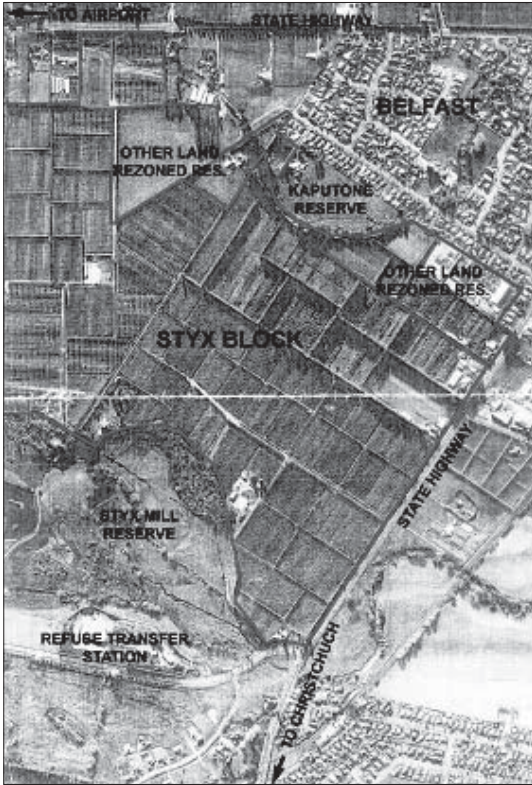 TO AIRPORT
STATE HIGHWAY
BELFAST
OTHER LAND
REZONED RES.
KAPUTONE
RESERVE
OTHER LAND
REZONED RES.
STYX BLOCK
STATE HIGHWAY
STYX MILL
RESERVE
REFUSE TRANSFER
STATION
TO CHRISTCHUCH